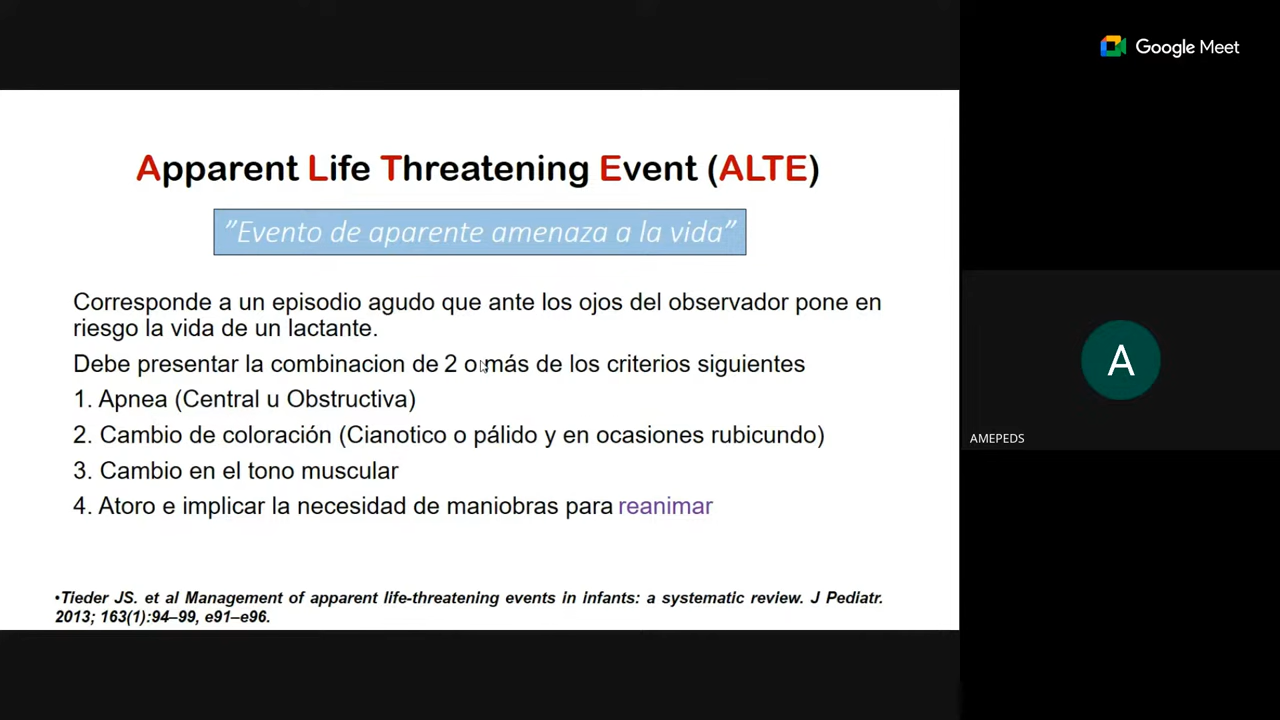 Google Meet
Apparent Life Threatening Event (ALTE)
”Evento de aparente amenaza a la vida”
Corresponde a un episodio agudo que ante los ojos del observador pone en
riesgo la vida de un lactante.
Debe presentar la combinacion de 2 o más de los criterios siguientes
1. Apnea (Central u Obstructiva)
2. Cambio de coloración (Cianotico o pálido y en ocasiones rubicundo)
3. Cambio en el tono muscular
4. Atoro e implicar la necesidad de maniobras para reanimar
•Tieder JS. et al Management of apparent life-threatening events in infants: a systematic review. J Pediatr.
2013; 163(1):94–99, e91–e96.
A
AMEPEDS